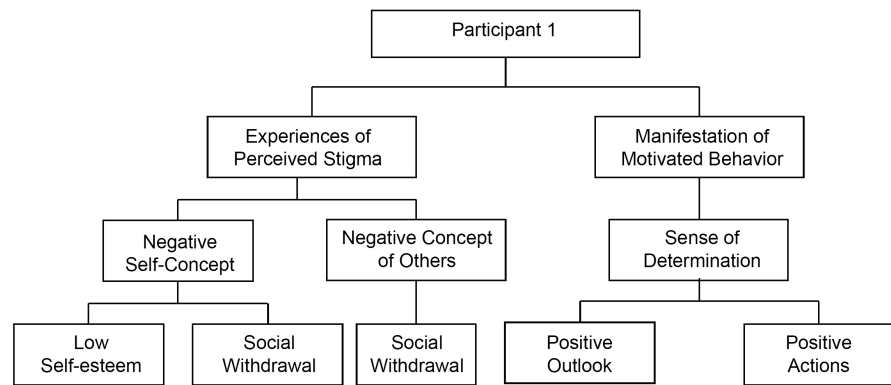 Participant 1
Experiences of
Perceived Stigma
Manifestation of
Motivated Behavior
Negative
Self-Concept
Negative Concept
of Others
Sense of
Determination
Low
Self-esteem
Social
Withdrawal
Social
Withdrawal
Positive
Outlook
Positive
Actions